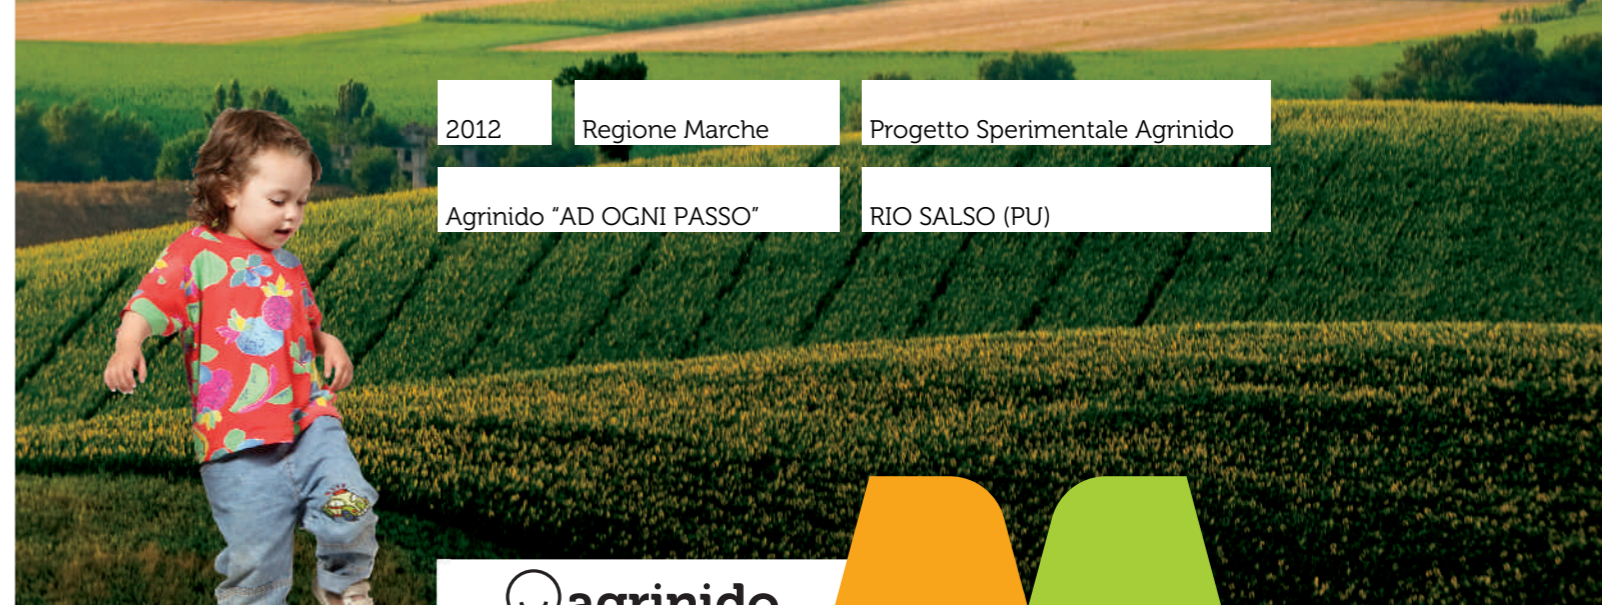 2012
Regione Marche
Progetto Sperimentale Agrinido
Agrinido “AD OGNI PASSO”
RIO SALSO (PU)
agrinido